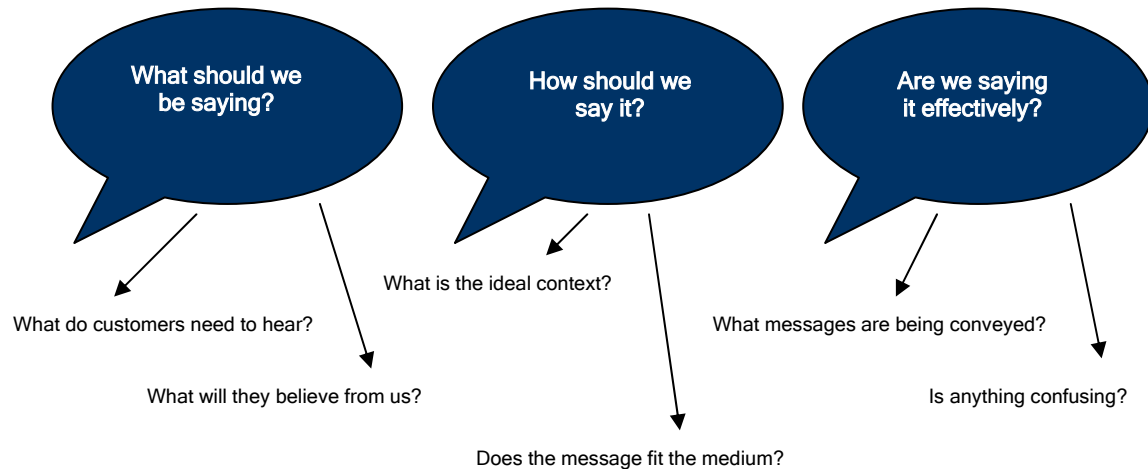 What should we
be saying?
How should we
say it?
Are we saying
it effectively?
What is the ideal context?
What do customers need to hear?
What messages are being conveyed?
What will they believe from us?
Is anything confusing?
Does the message fit the medium?